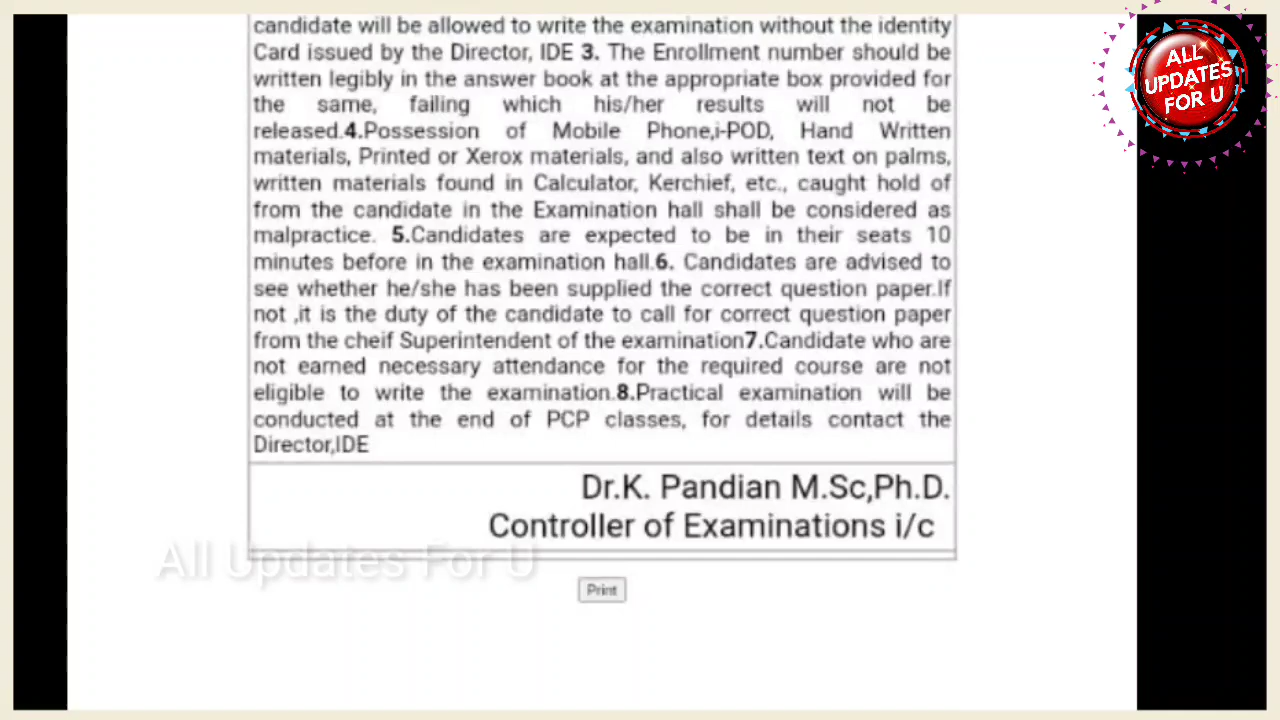 candidate will be allowed to write the examination without the identity
Card issued by the Director, IDE 3. The Enrollment number should be
written legibly in the answer book at the appropriate box provided for
the same, failing which his/her results will not be
released.4.Possession of Mobile Phone,i-POD, Hand Written
materials, Printed or Xerox materials, and also written text on palms,
written materials found in Calculator, Kerchief, etc., caught hold of
from the candidate in the Examination hall shall be considered as
malpractice. 5.Candidates are expected to be in their seats 10
minutes before in the examination hall.6. Candidates are advised to
see whether he/she has been supplied the correct question paper.If
not ,it is the duty of the candidate to call for correct question paper
from the cheif Superintendent of the examination7.Candidate who are
not earned necessary attendance for the required course are not
eligible to write the examination.8.Practical examination will be
conducted at the end of PCP classes, for details contact the
Director,IDE
Dr.K. Pandian M.Sc,Ph.D.
Controller of Examinations i/c
All Updates For U
Print
ALL
UPDATES
FOR U